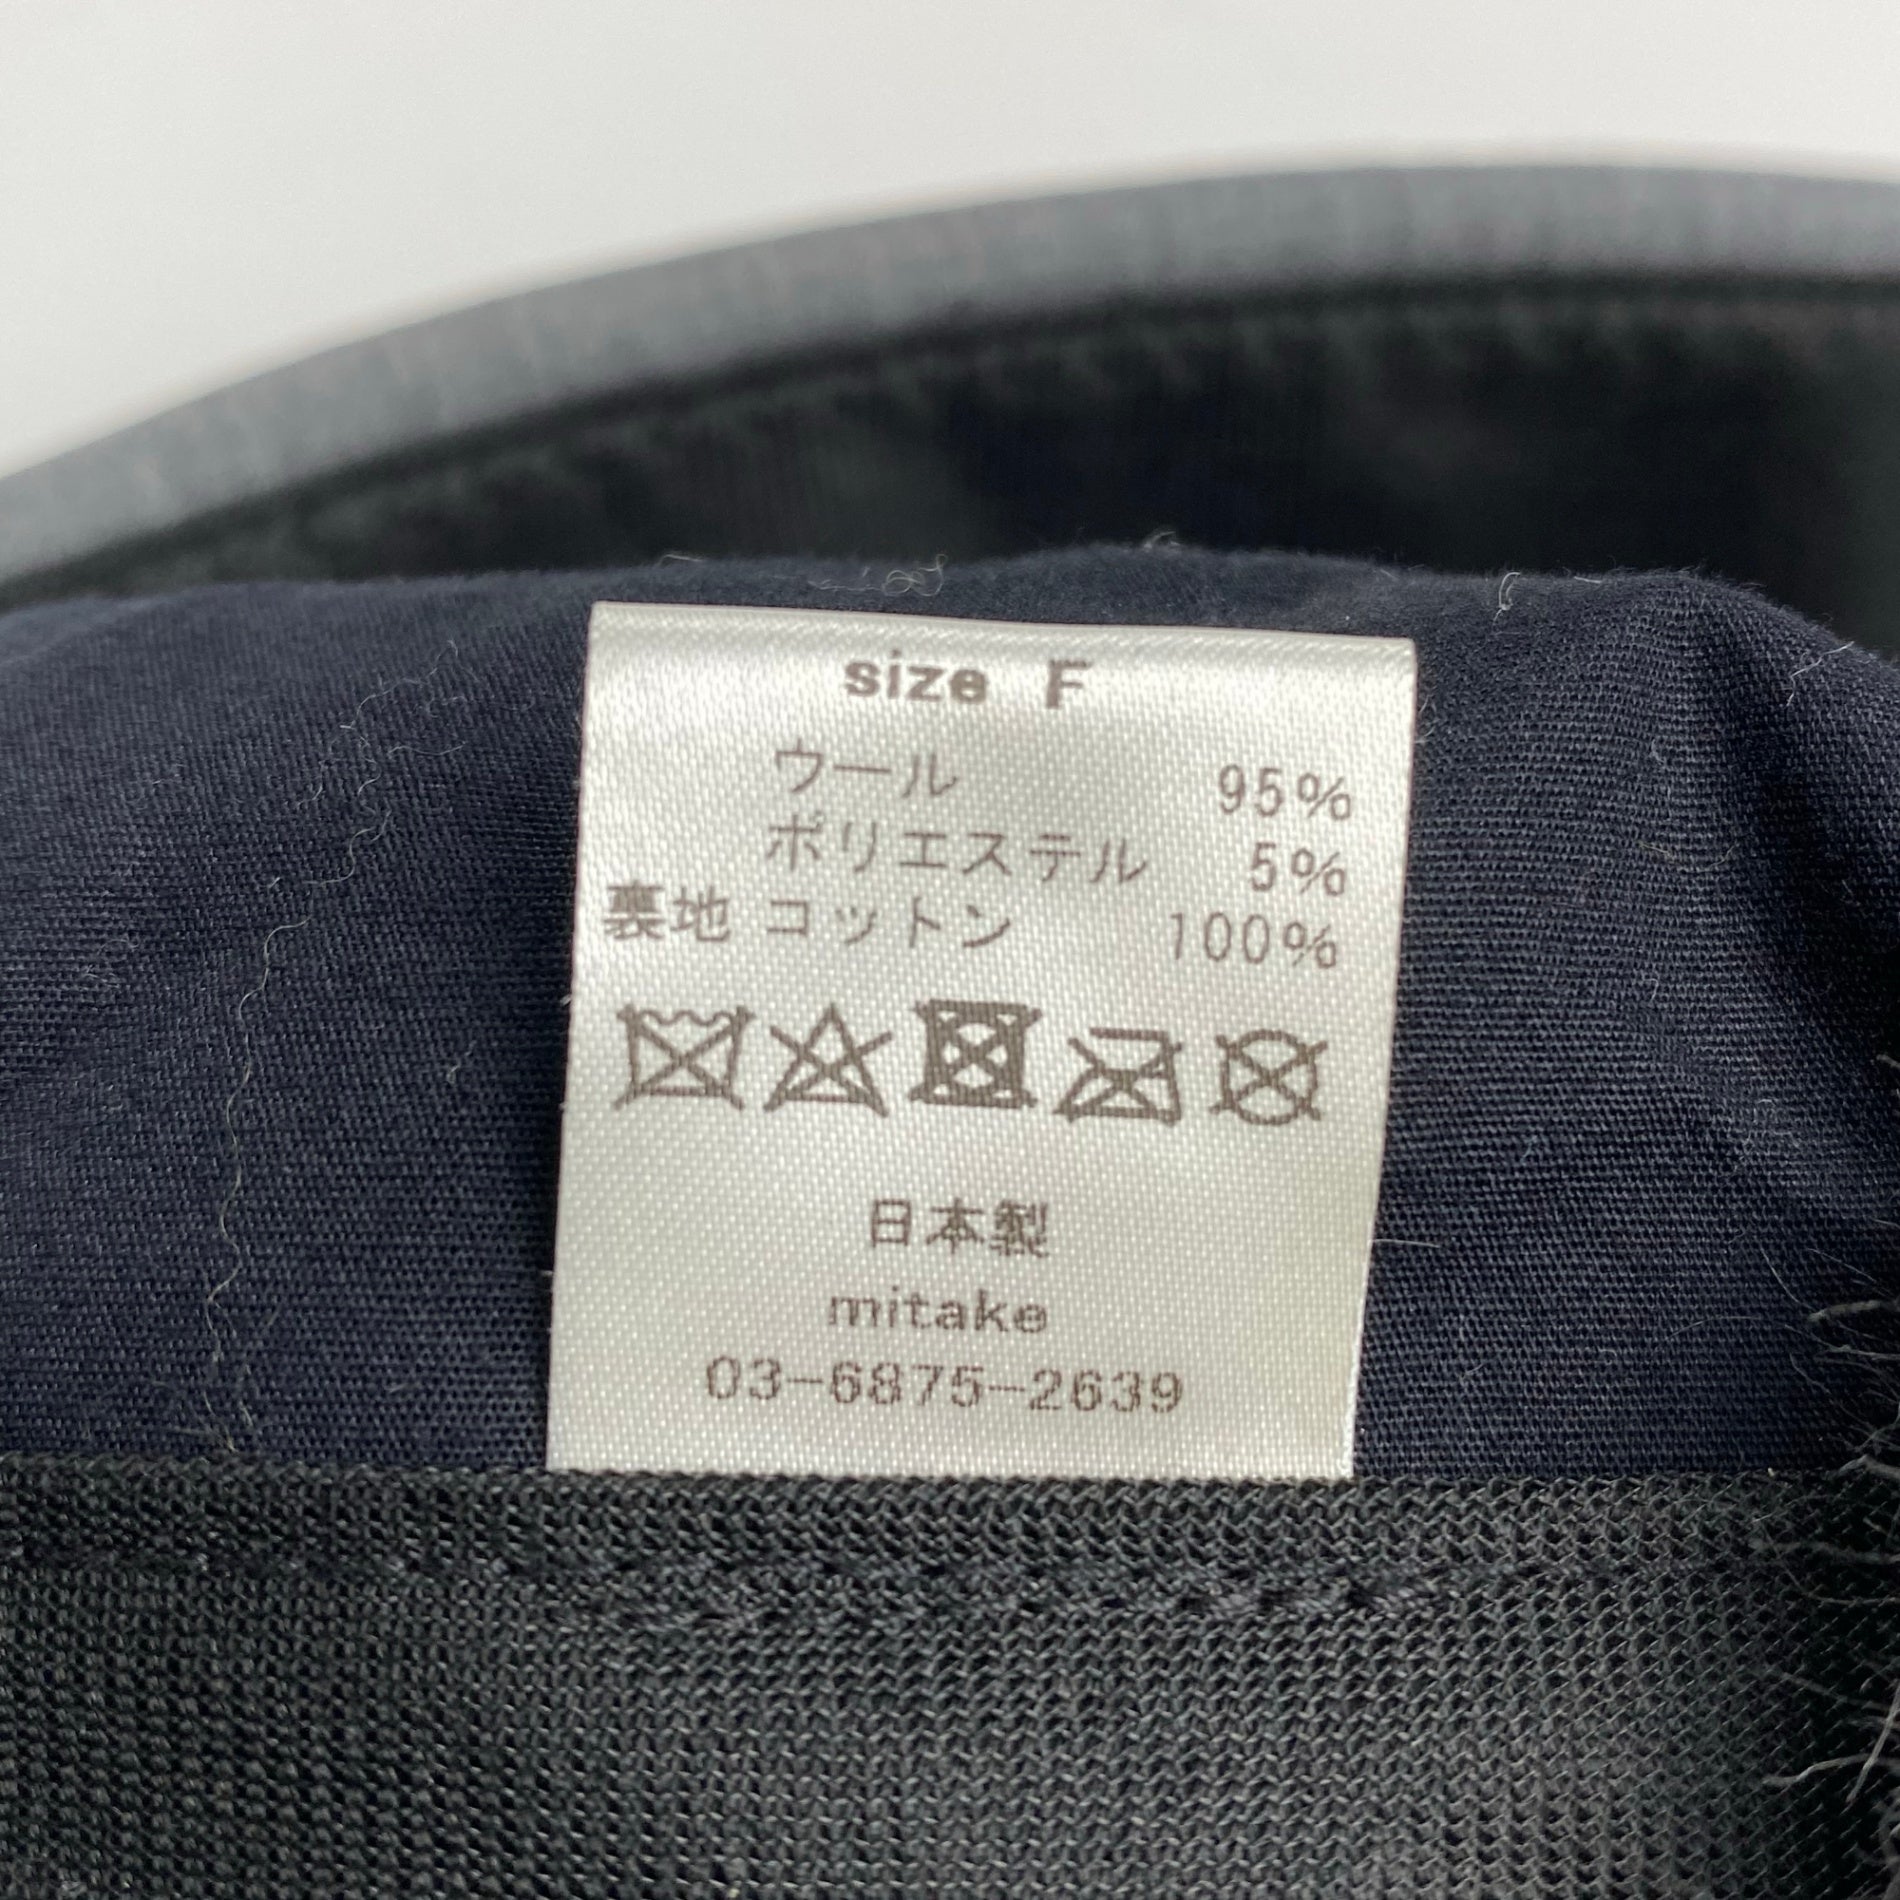 size F
ウール 95%
ポリエステル 5%
裏地 コットン 100%
日本製
mitake
03-6875-2639